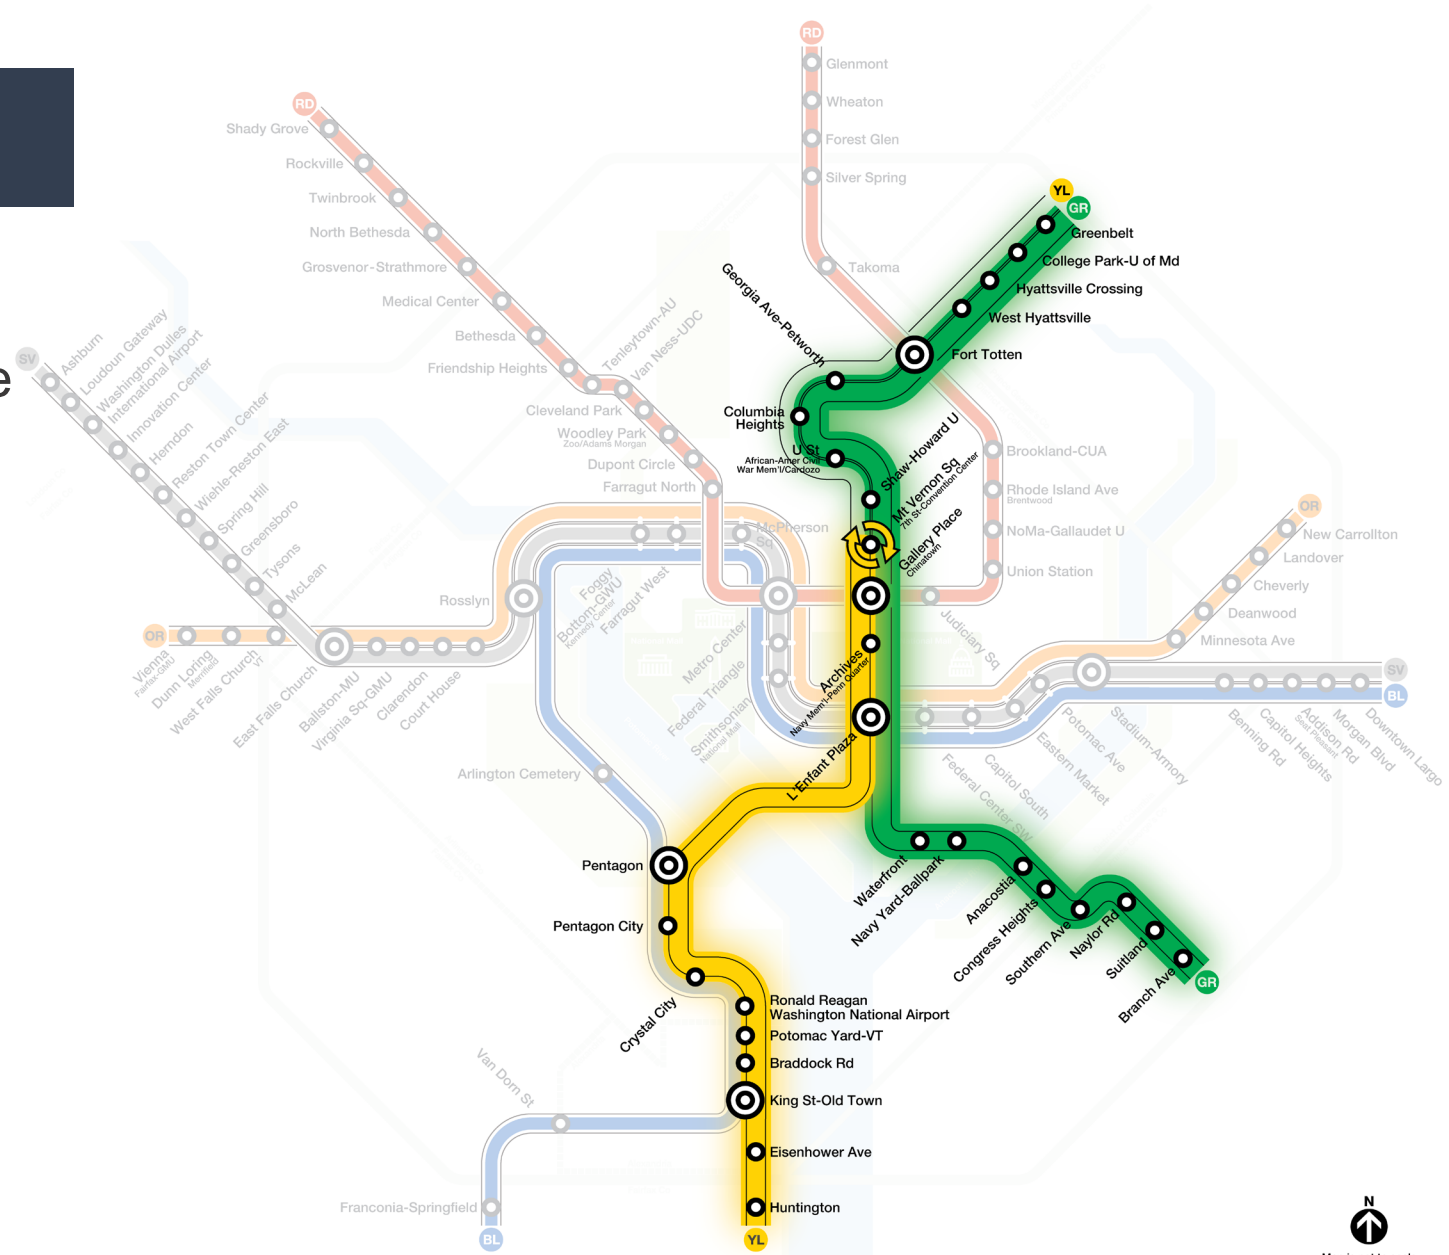 RD
Glenmont
Wheaton
Forest Glen
Silver Spring
Takoma
RD
Shady Grove
Rockville
Twinbrook
North Bethesda
Grosvenor-Strathmore
Medical Center
Bethesda
Friendship Heights
Tenleytown-AU
Van Ness-UDC
Cleveland Park
Woodley Park
Zoo/Adams Morgan
Dupont Circle
Farragut North
YL
GR
Greenbelt
College Park-U of Md
Hyattsville Crossing
West Hyattsville
Fort Totten
Georgia Ave-Petworth
Columbia
Heights
U St
African-Amer Civil
War Mem'l/Cardozo
Shaw-Howard U
Mt Vernon Sq
7th St-Convention Center
Gallery Place
Chinatown
Brookland-CUA
Rhode Island Ave
Brentwood
NoMa-Gallaudet U
Union Station
Judiciary Sq
e
SV
Ashburn
Loudoun Gateway
Washington Dulles
International Airport
Innovation Center
Herndon
Reston Town Center
Wiehle-Reston East
Spring Hill
Greensboro
Tysons
McLean
OR
Vienna
Fairfax-GMU
Dunn Loring
Merrifield
West Falls Church
VT
East Falls Church
Ballston-MU
Virginia Sq-GMU
Clarendon
Court House
Rosslyn
Foggy
Bottom-GWU
Kennedy Center
Farragut West
McPherson
Sq
Metro Center
Federal Triangle
Smithsonian
National Mall
Archives
Navy Mem'l-Penn Quarter
L'Enfant Plaza
OR
New Carrollton
Landover
Cheverly
Deanwood
Minnesota Ave
SV
BL
Federal Center SW
Capitol South
Eastern Market
Potomac Ave
Stadium-Armory
Benning Rd
Capitol Heights
Addison Rd
Seat Pleasant
Morgan Blvd
Downtown Largo
Arlington Cemetery
Pentagon
Pentagon City
Crystal City
Ronald Reagan
Washington National Airport
Potomac Yard-VT
Braddock Rd
King St-Old Town
Eisenhower Ave
Huntington
YL
Van Dorn St
Franconia-Springfield
BL
Waterfront
Navy Yard-Ballpark
Anacostia
Congress Heights
Southern Ave
Naylor Rd
Suitland
Branch Ave
GR
N